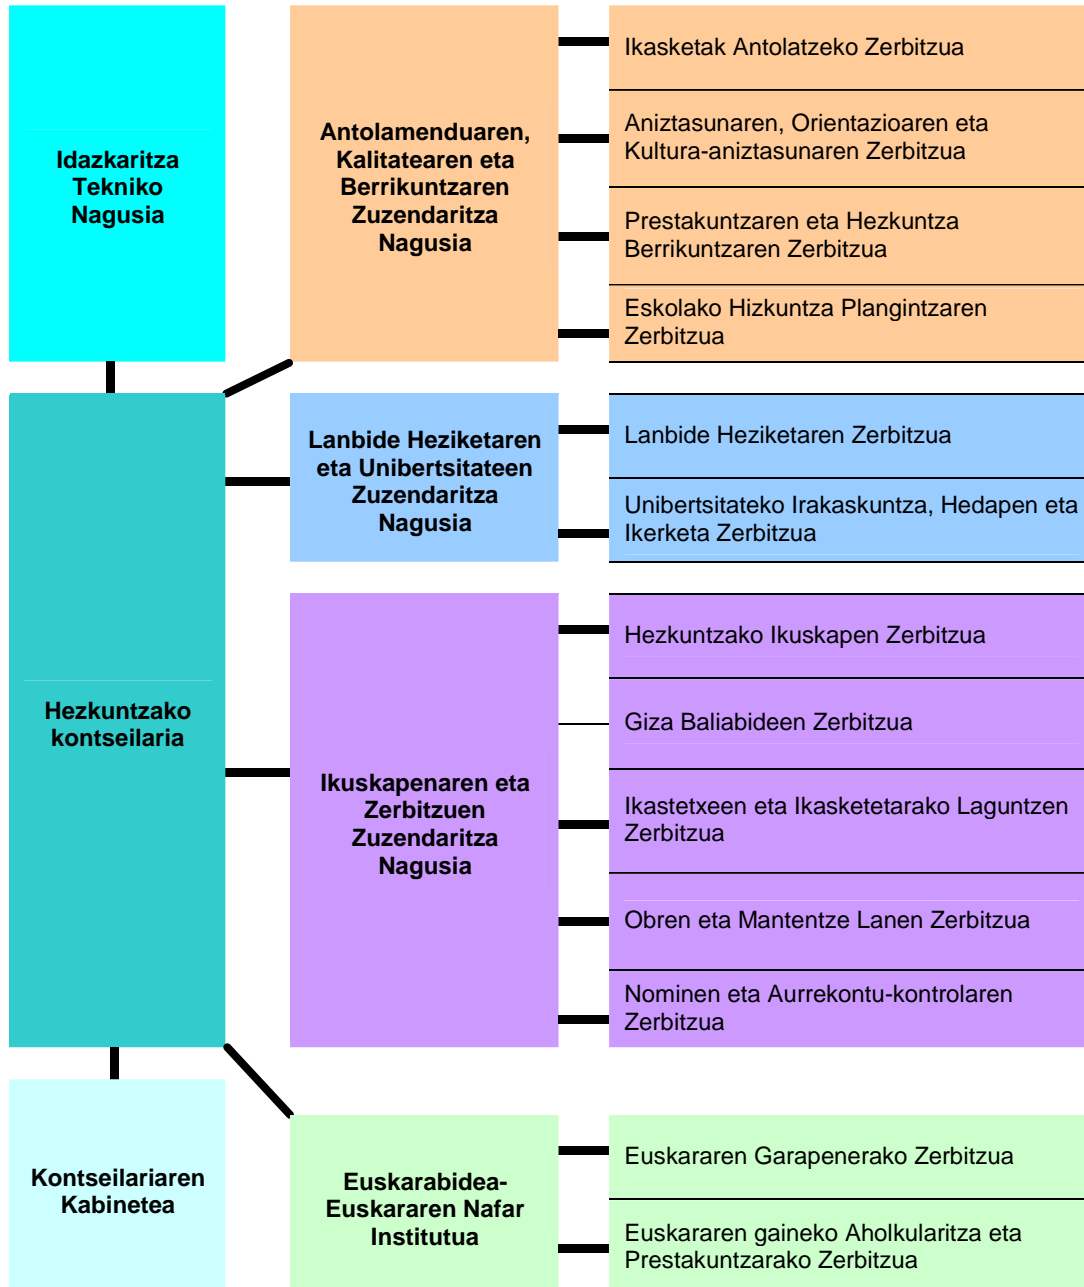 Idazkaritza
Tekniko
Nagusia
Antolamenduaren,
Kalitatearen eta
Berrikuntzaren
Zuzendaritza
Nagusia
Ikasketak Antolatzeko Zerbitzua
Aniztasunaren, Orientazioaren eta
Kultura-aniztasunaren Zerbitzua
Prestakuntzaren eta Hezkuntza
Berrikuntzaren Zerbitzua
Eskolako Hizkuntza Plangintzaren
Zerbitzua
Hezkuntzako
kontseilaria
Lanbide Heziketaren
eta Unibertsitateen
Zuzendaritza
Nagusia
Lanbide Heziketaren Zerbitzua
Unibertsitateko Irakaskuntza, Hedapen eta
Ikerketa Zerbitzua
Ikuskapenaren eta
Zerbitzuen
Zuzendaritza
Nagusia
Hezkuntzako Ikuskapen Zerbitzua
Giza Baliabideen Zerbitzua
Ikastetxeen eta Ikasketetarako Laguntzen
Zerbitzua
Obren eta Mantentze Lanen Zerbitzua
Nominen eta Aurrekontu-kontrolaren
Zerbitzua
Kontseilariaren
Kabinetea
Euskarabidea-
Euskararen Nafar
Institutua
Euskararen Garapenerako Zerbitzua
Euskararen gaineko Aholkularitza eta
Prestakuntzarako Zerbitzua